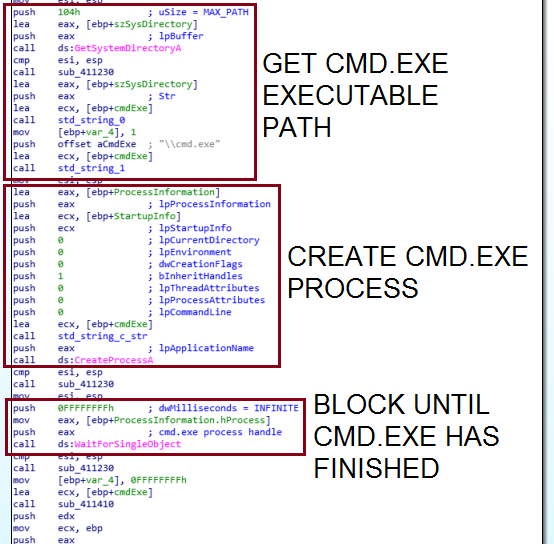 mov esi, esp
push 104h ; uSize = MAX_PATH
lea eax, [ebp+szSysDirectory]
push eax ; lpBuffer
call ds:GetSystemDirectoryA
cmp esi, esp
call sub_411230
lea eax, [ebp+szSysDirectory]
push eax ; Str
lea ecx, [ebp+cmdExe]
call std_string_0
mov [ebp+var_4], 1
push offset aCmdExe ; "\\cmd.exe"
lea ecx, [ebp+cmdExe]
call std_string_1
mov esi, esp
lea eax, [ebp+ProcessInformation]
push eax ; lpProcessInformation
lea ecx, [ebp+StartupInfo]
push ecx ; lpStartupInfo
push 0 ; lpCurrentDirectory
push 0 ; lpEnvironment
push 0 ; dwCreationFlags
push 1 ; bInheritHandles
push 0 ; lpThreadAttributes
push 0 ; lpProcessAttributes
push 0 ; lpCommandLine
lea ecx, [ebp+cmdExe]
call std_string_c_str
push eax ; lpApplicationName
call ds:CreateProcessA
cmp esi, esp
call sub_411230
mov esi, esp
push 0FFFFFFFFh ; dwMilliseconds = INFINITE
mov eax, [ebp+ProcessInformation.hProcess]
push eax ; cmd.exe process handle
call ds:WaitForSingleObject
cmp esi, esp
call sub_411230
mov [ebp+var_4], 0FFFFFFFFh
lea ecx, [ebp+cmdExe]
call sub_411410
push edx
mov ecx, ebp
push eax
GET CMD.EXE
EXECUTABLE
PATH
CREATE CMD.EXE
PROCESS
BLOCK UNTIL
CMD.EXE HAS
FINISHED